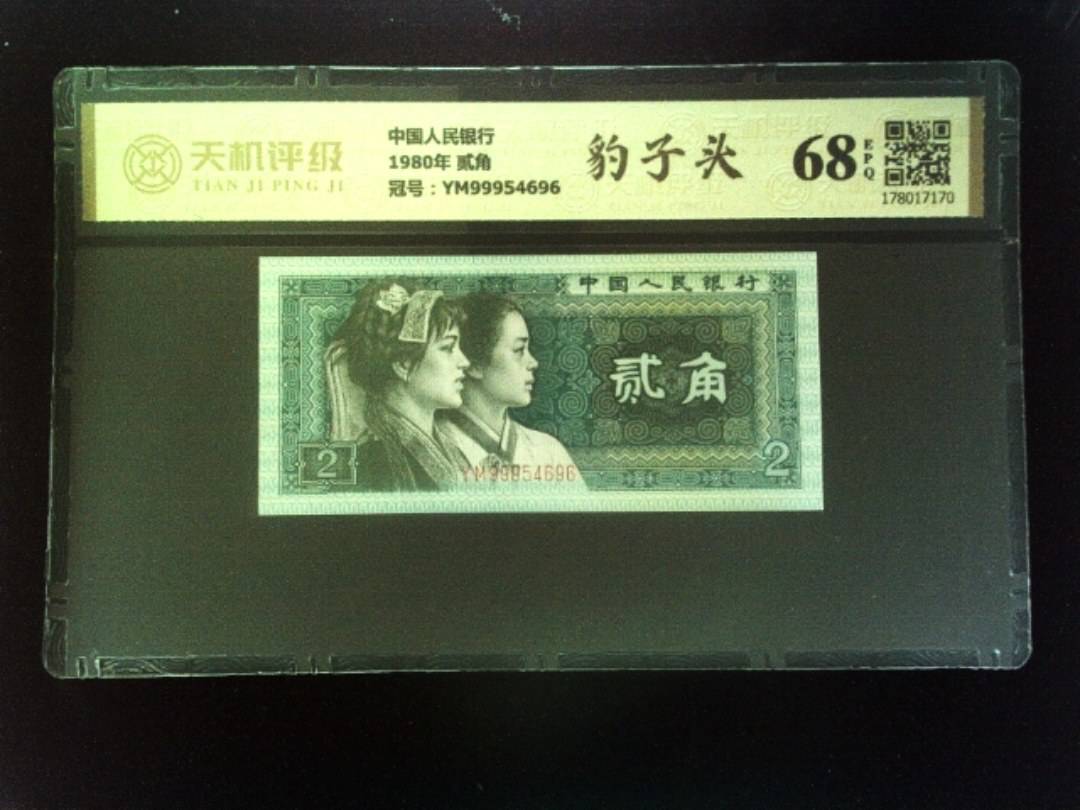 天机评级
TIAN JI PING JI
中国人民银行
1980年 贰角
冠号：YM99954696
豹子头
68
EPQ
178017170
中国人民银行
贰角
2
2
YM99954696